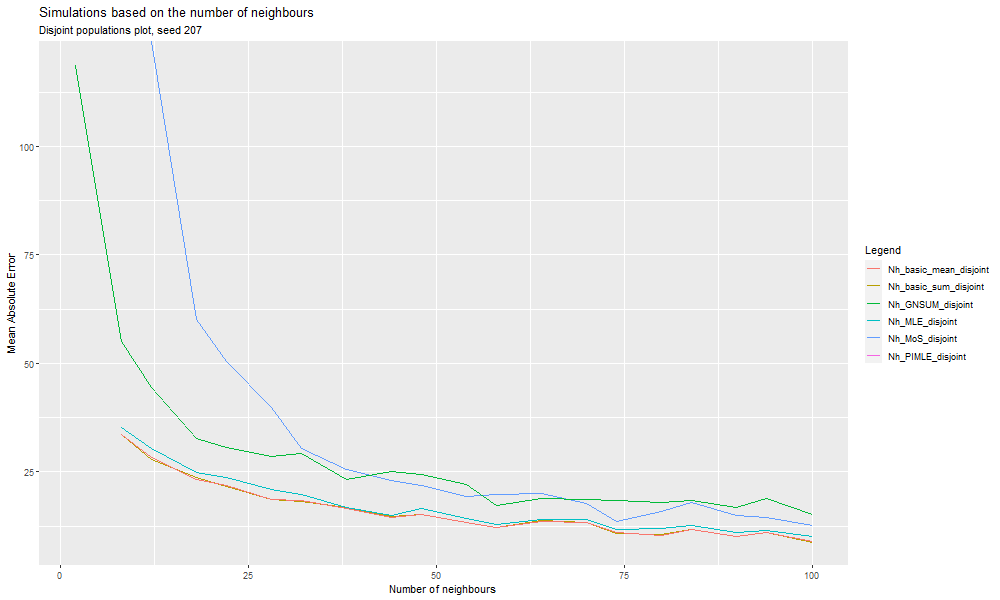 Simulations based on the number of neighbours
Disjoint populations plot, seed 207
Mean Absolute Error
100
75
50
25
0
25
50
75
100
Number of neighbours
Legend
Nh_basic_mean_disjoint
Nh_basic_sum_disjoint
Nh_GNSUM_disjoint
Nh_MLE_disjoint
Nh_MoS_disjoint
Nh_PIMLE_disjoint